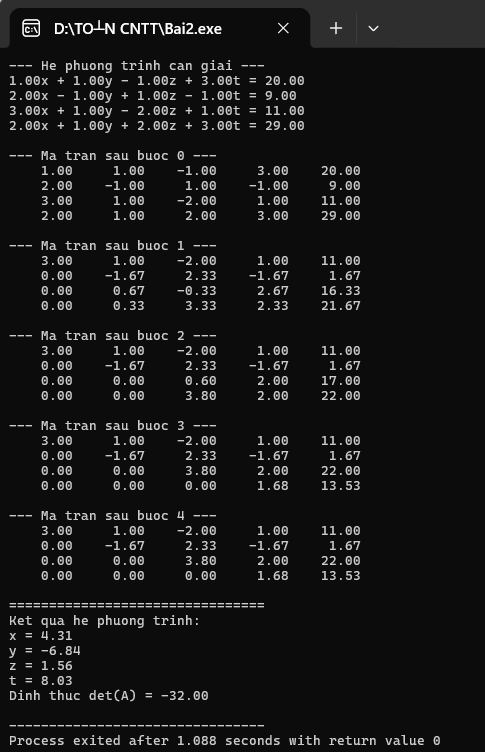 D:\TO┴N CNTT\Bai2.exe
--- He phuong trinh can giai ---
1.00x + 1.00y - 1.00z + 3.00t = 20.00
2.00x - 1.00y + 1.00z - 1.00t = 9.00
3.00x + 1.00y - 2.00z + 1.00t = 11.00
2.00x + 1.00y + 2.00z + 3.00t = 29.00
--- Ma tran sau buoc 0 ---
1.00 1.00 -1.00 3.00 20.00
2.00 -1.00 1.00 -1.00 9.00
3.00 1.00 -2.00 1.00 11.00
2.00 1.00 2.00 3.00 29.00
--- Ma tran sau buoc 1 ---
3.00 1.00 -2.00 1.00 11.00
0.00 -1.67 2.33 -1.67 1.67
0.00 0.67 -0.33 2.67 16.33
0.00 0.33 3.33 2.33 21.67
--- Ma tran sau buoc 2 ---
3.00 1.00 -2.00 1.00 11.00
0.00 -1.67 2.33 -1.67 1.67
0.00 0.00 0.60 2.00 17.00
0.00 0.00 3.80 2.00 22.00
--- Ma tran sau buoc 3 ---
3.00 1.00 -2.00 1.00 11.00
0.00 -1.67 2.33 -1.67 1.67
0.00 0.00 3.80 2.00 22.00
0.00 0.00 0.00 1.68 13.53
--- Ma tran sau buoc 4 ---
3.00 1.00 -2.00 1.00 11.00
0.00 -1.67 2.33 -1.67 1.67
0.00 0.00 3.80 2.00 22.00
0.00 0.00 0.00 1.68 13.53
================================
Ket qua he phuong trinh:
x = 4.31
y = -6.84
z = 1.56
t = 8.03
Dinh thuc det(A) = -32.00
--------------------------------
Process exited after 1.088 seconds with return value 0